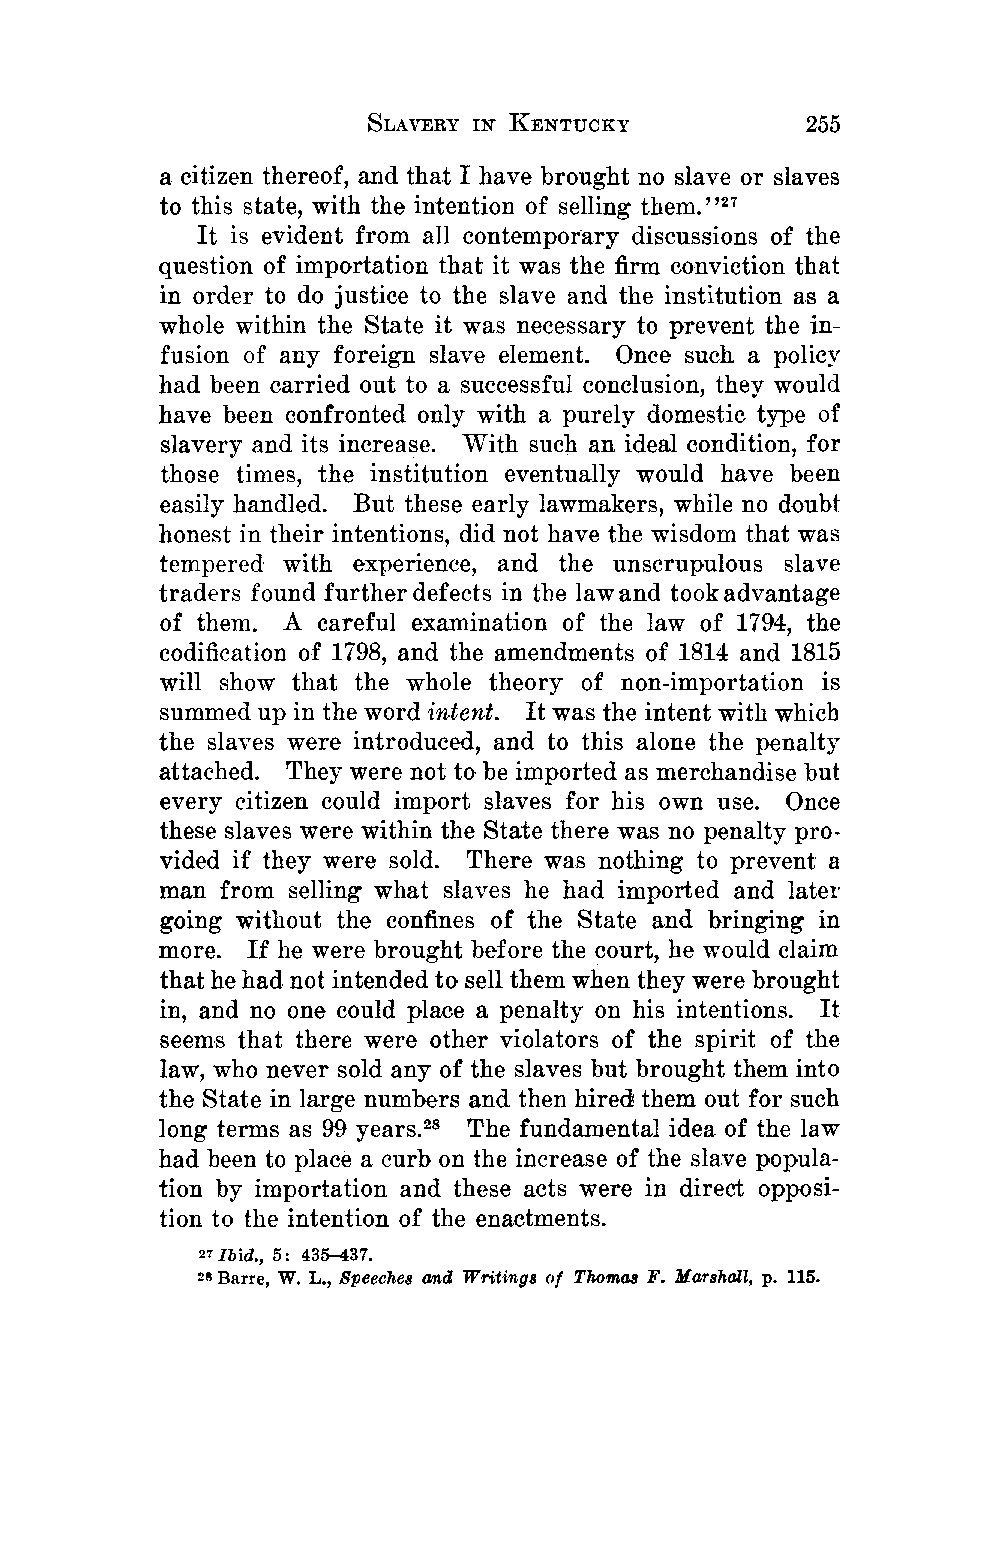 SLAVERY IN KENTUCKY 255
a citizen thereof, and that I have brought no slave or slaves
to this state, with the intention of selling them.’’²⁷
It is evident from all contemporary discussions of the
question of importation that it was the firm conviction that
in order to do justice to the slave and the institution as a
whole within the State it was necessary to prevent the in-
fusion of any foreign slave element. Once such a policy
had been carried out to a successful conclusion, they would
have been confronted only with a purely domestic type of
slavery and its increase. With such an ideal condition, for
those times, the institution eventually would have been
easily handled. But these early lawmakers, while no doubt
honest in their intentions, did not have the wisdom that was
tempered with experience, and the unscrupulous slave
traders found further defects in the law and took advantage
of them. A careful examination of the law of 1794, the
codification of 1798, and the amendments of 1814 and 1815
will show that the whole theory of non-importation is
summed up in the word intent. It was the intent with which
the slaves were introduced, and to this alone the penalty
attached. They were not to be imported as merchandise but
every citizen could import slaves for his own use. Once
these slaves were within the State there was no penalty pro-
vided if they were sold. There was nothing to prevent a
man from selling what slaves he had imported and later
going without the confines of the State and bringing in
more. If he were brought before the court, he would claim
that he had not intended to sell them when they were brought
in, and no one could place a penalty on his intentions. It
seems that there were other violators of the spirit of the
law, who never sold any of the slaves but brought them into
the State in large numbers and then hired them out for such
long terms as 99 years.²⁸ The fundamental idea of the law
had been to place a curb on the increase of the slave popula-
tion by importation and these acts were in direct opposi-
tion to the intention of the enactments.
²⁷ Ibid., 5: 435–437.
²⁸ Barre, W. L., Speeches and Writings of Thomas F. Marshall, p. 115.